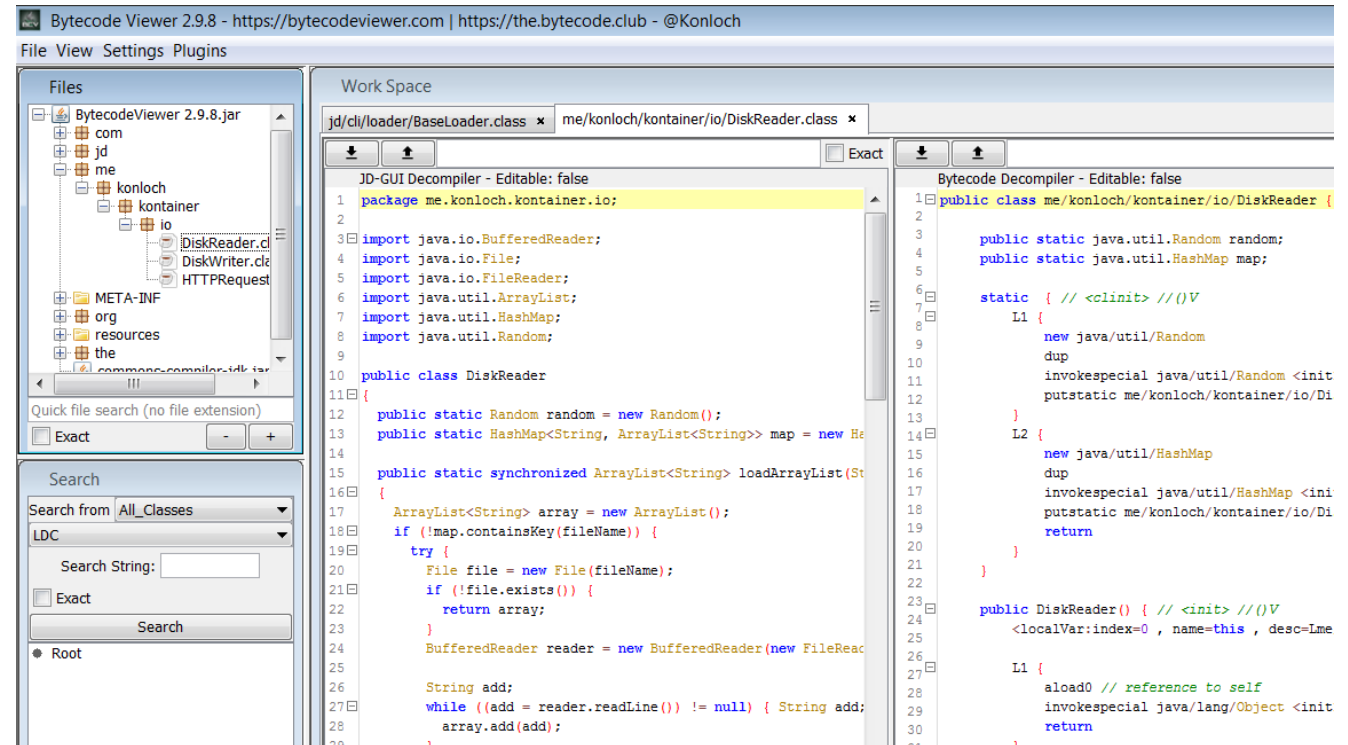 Bytecode Viewer 2.9.8 - https://bytecodeviewer.com | https://the.bytecode.club - @Konloch
File View Settings Plugins
Files
BytecodeViewer 2.9.8.jar
com
jd
me
konloch
kontainer
io
DiskReader.cl
DiskWriter.cla
HTTPRequest
META-INF
org
resources
the
commons-compiler-jdk.jar
Quick file search (no file extension)
Exact
- +
Search
Search from All_Classes
LDC
Search String:
Exact
Search
Root
Work Space
jd/cli/loader/BaseLoader.class × me/konloch/kontainer/io/DiskReader.class ×
Exact
JD-GUI Decompiler - Editable: false
1 package me.konloch.kontainer.io;
2
3 import java.io.BufferedReader;
4 import java.io.File;
5 import java.io.FileReader;
6 import java.util.ArrayList;
7 import java.util.HashMap;
8 import java.util.Random;
9
10 public class DiskReader
11 {
12 public static Random random = new Random();
13 public static HashMap<String, ArrayList<String>> map = new Ha
14
15 public static synchronized ArrayList<String> loadArrayList(St
16 {
17 ArrayList<String> array = new ArrayList();
18 if (!map.containsKey(fileName)) {
19 try {
20 File file = new File(fileName);
21 if (!file.exists()) {
22 return array;
23 }
24 BufferedReader reader = new BufferedReader(new FileReac
25
26 String add;
27 while ((add = reader.readLine()) != null) { String add;
28 array.add(add);
Bytecode Decompiler - Editable: false
1 public class me/konloch/kontainer/io/DiskReader {
2
3 public static java.util.Random random;
4 public static java.util.HashMap map;
5
6 static { // <clinit> //()V
7 L1 {
8 new java/util/Random
9 dup
10 invokespecial java/util/Random <init
11 putstatic me/konloch/kontainer/io/Di
12 }
13 L2 {
14 new java/util/HashMap
15 dup
16 invokespecial java/util/HashMap <ini
17 putstatic me/konloch/kontainer/io/Di
18 return
19 }
20 }
21
22 public DiskReader() { // <init> //()V
23 <localVar:index=0 , name=this , desc=Lme
24
25 L1 {
26 aload0 // reference to self
27 invokespecial java/lang/Object <init
28 return
29
30